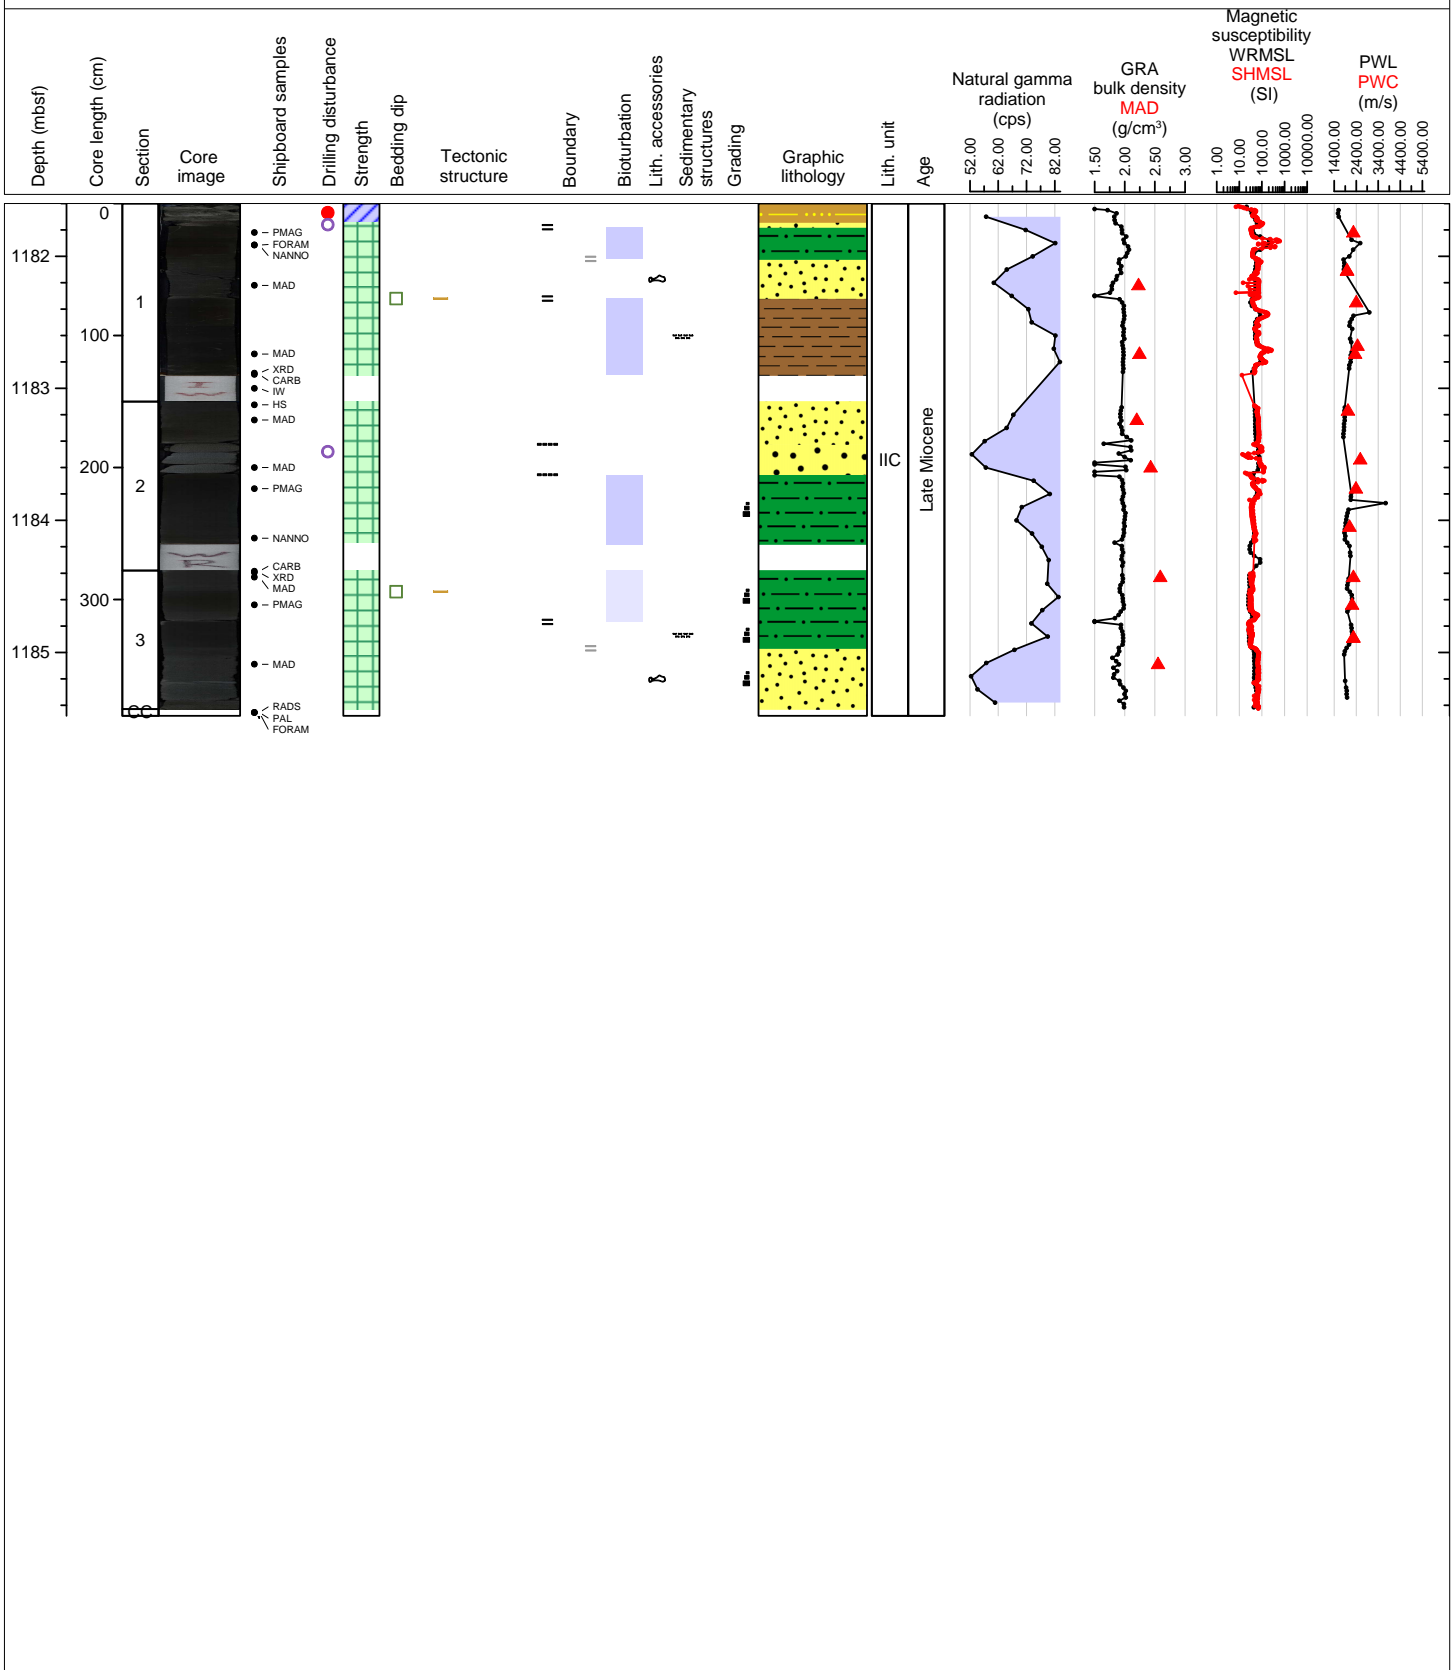 Depth (mbsf)
Core length (cm)
Section
Core
image
Shipboard samples
Drilling disturbance
Strength
Bedding dip
Tectonic
structure
Boundary
Bioturbation
Lith. accessories
Sedimentary
structures
Grading
Graphic
lithology
Lith. unit
Age
Natural gamma
radiation
(cps)
52.00
62.00
72.00
82.00
GRA
bulk density
MAD
(g/cm³)
1.50
2.00
2.50
3.00
Magnetic
susceptibility
WRMSL
SHMSL
(SI)
1.00
10.00
100.00
1000.00
10000.00
PWL
PWC
(m/s)
1400.00
2400.00
3400.00
4400.00
5400.00
1182
1183
1184
1185
0
100
200
300
1
2
3
CC
PMAG
FORAM
NANNO
MAD
MAD
XRD
CARB
IW
HS
MAD
MAD
PMAG
NANNO
CARB
XRD
MAD
PMAG
MAD
RADS
PAL
FORAM
IIC
Late Miocene